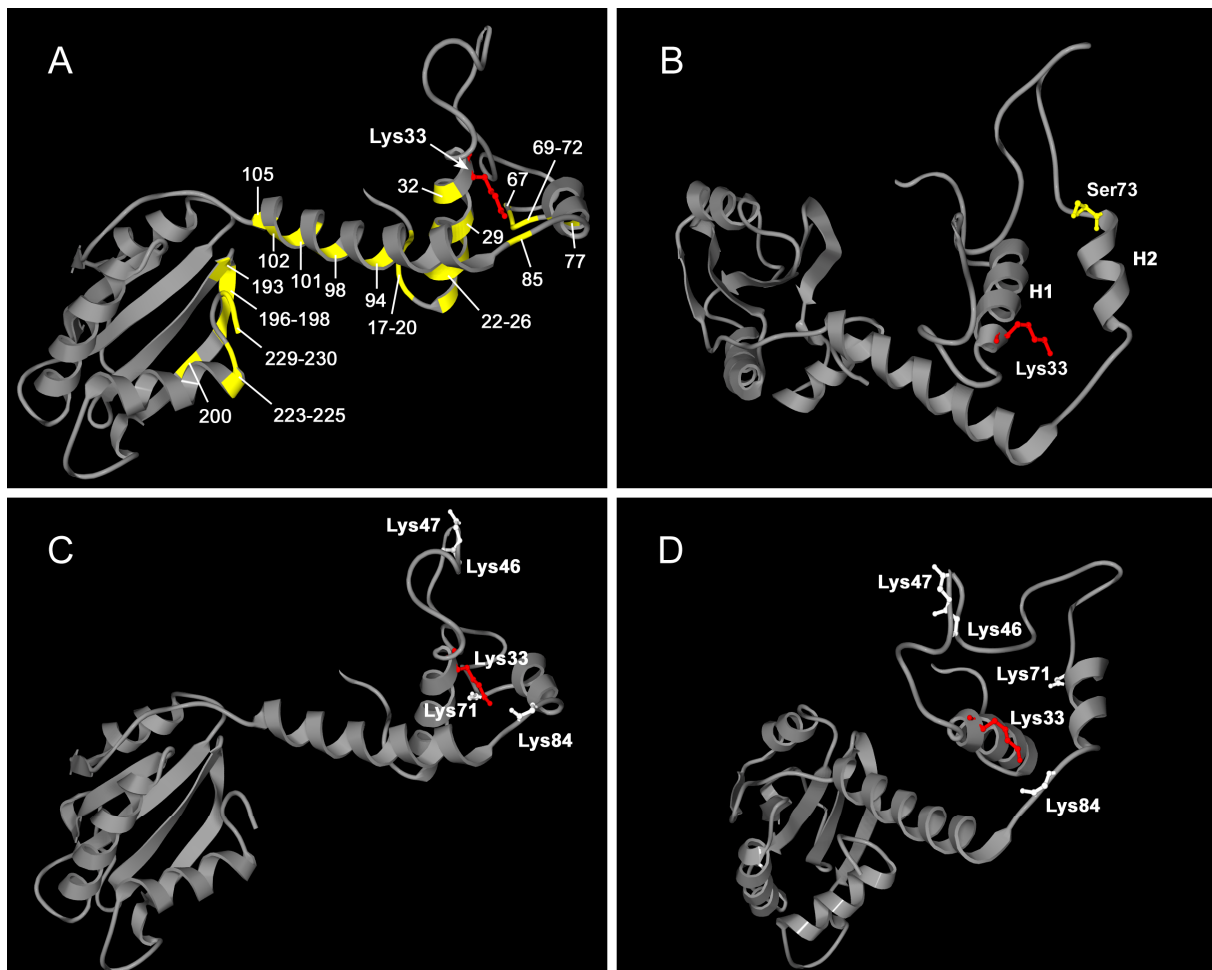 A
Lys33
69-72
67
105
32
29
102
101
98
94
85
77
193
17-20
22-26
196-198
229-230
200
223-225
B
Ser73
H2
H1
Lys33
C
Lys47
Lys46
Lys33
Lys71
Lys84
D
Lys47
Lys46
Lys71
Lys33
Lys84